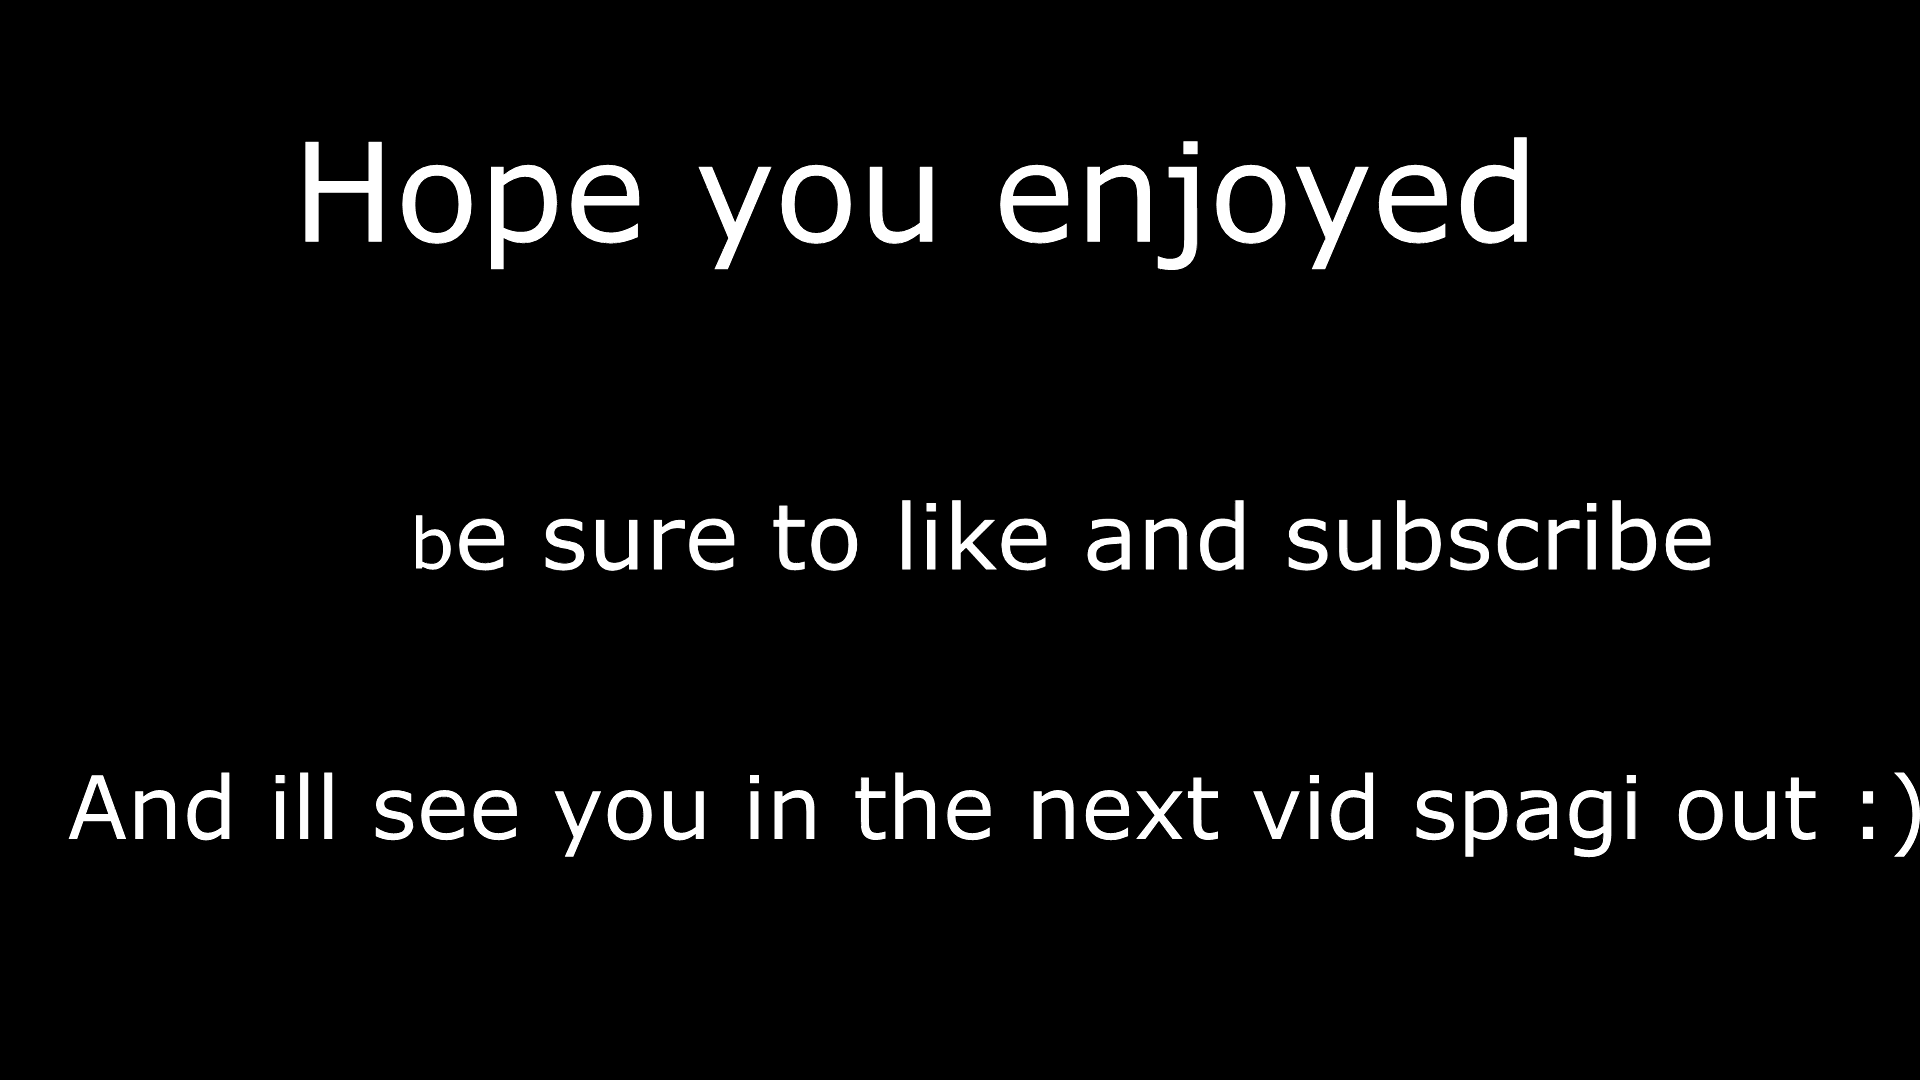 Hope you enjoyed
be sure to like and subscribe
And ill see you in the next vid spagi out :)